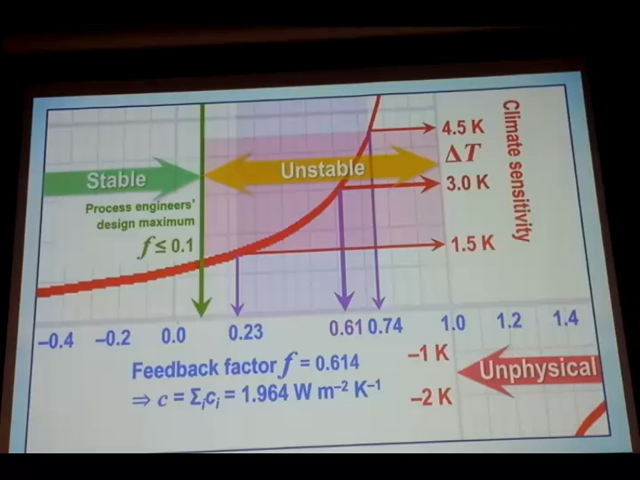 4.5 K
ΔT
Climate sensitivity
Stable
Unstable
3.0 K
Process engineers'
design maximum
f ≤ 0.1
1.5 K
–0.4 –0.2 0.0 0.23 0.61 0.74 1.0 1.2 1.4
Feedback factor f = 0.614
⇒ c = Σᵢcᵢ = 1.964 W m⁻² K⁻¹
–1 K
–2 K
Unphysical